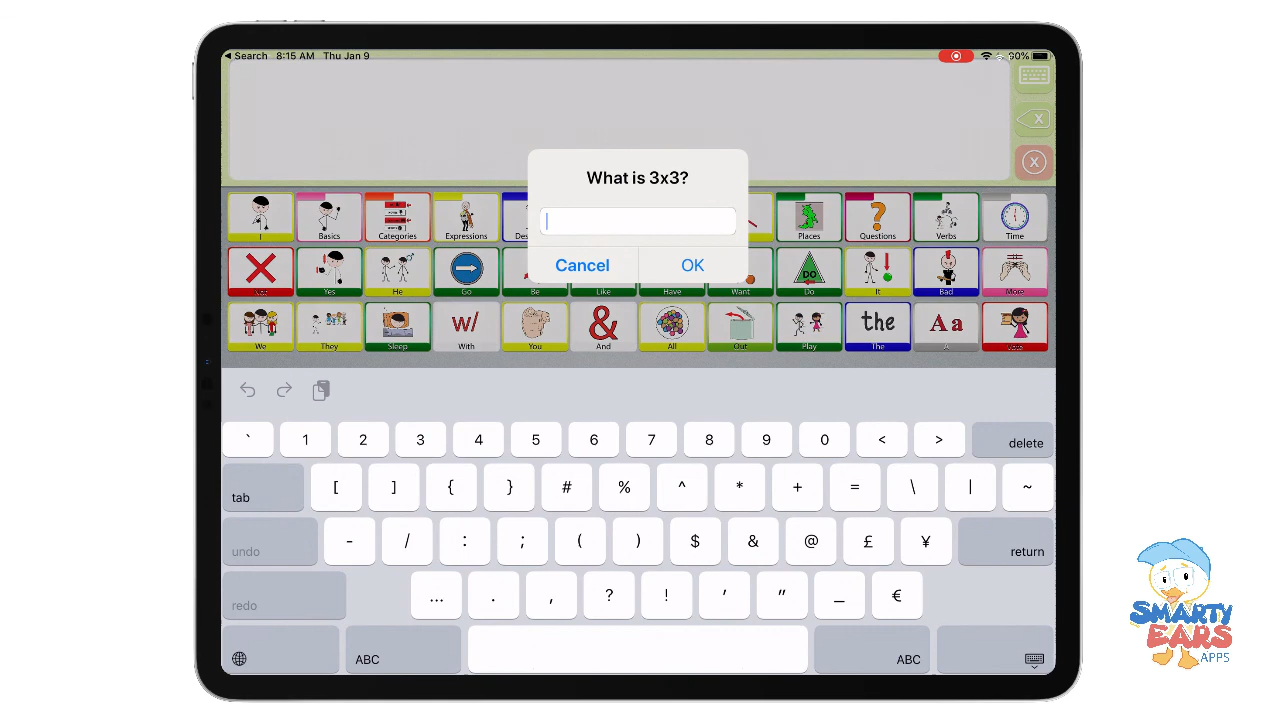 Search 8:15 AM Thu Jan 9
90%
What is 3x3?
Cancel OK
I Basics Categories Expressions Places Questions Verbs Time
DO
Not Yes He Go Be Like Have Want Do It Bad More
w/ & the Aa
We They Sleep With You And All Out Play The A Love
` 1 2 3 4 5 6 7 8 9 0 < > delete
tab [ ] { } # % ^ * + = \ | ~
undo - / : ; ( ) $ & @ £ ¥ return
redo ... . , ? ! ' " _ €
ABC ABC
SMARTY
EARS
APPS